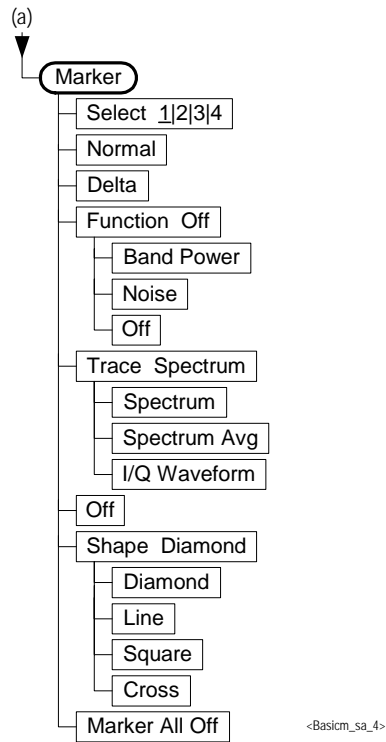 (a)
Marker
Select 1|2|3|4
Normal
Delta
Function Off
Band Power
Noise
Off
Trace Spectrum
Spectrum
Spectrum Avg
I/Q Waveform
Off
Shape Diamond
Diamond
Line
Square
Cross
Marker All Off
<Basicm_sa_4>